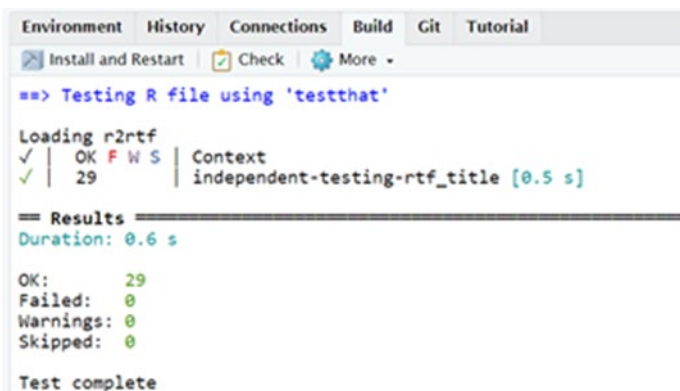 Environment History Connections Build Git Tutorial
Install and Restart Check More
==> Testing R file using 'testthat'
Loading r2rtf
✓ | OK F W S | Context
✓ | 29 | independent-testing-rtf_title [0.5 s]
== Results ==
Duration: 0.6 s
OK: 29
Failed: 0
Warnings: 0
Skipped: 0
Test complete